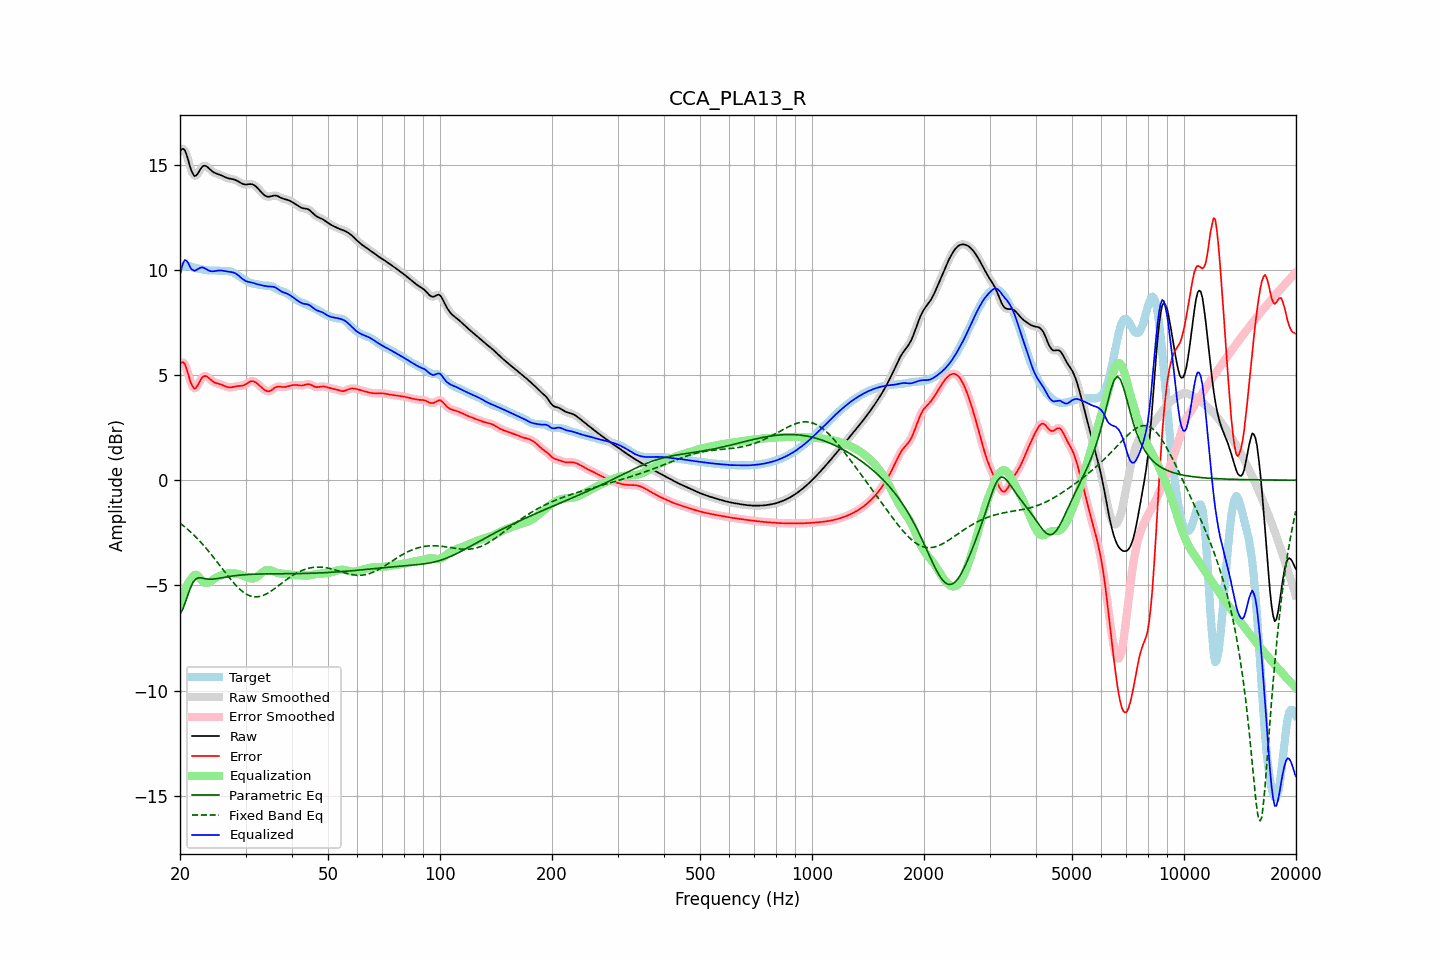 CCA_PLA13_R
Amplitude (dBr)
15
10
5
0
−5
−10
−15
Target
Raw Smoothed
Error Smoothed
Raw
Error
Equalization
Parametric Eq
Fixed Band Eq
Equalized
20 50 100 200 500 1000 2000 5000 10000 20000
Frequency (Hz)